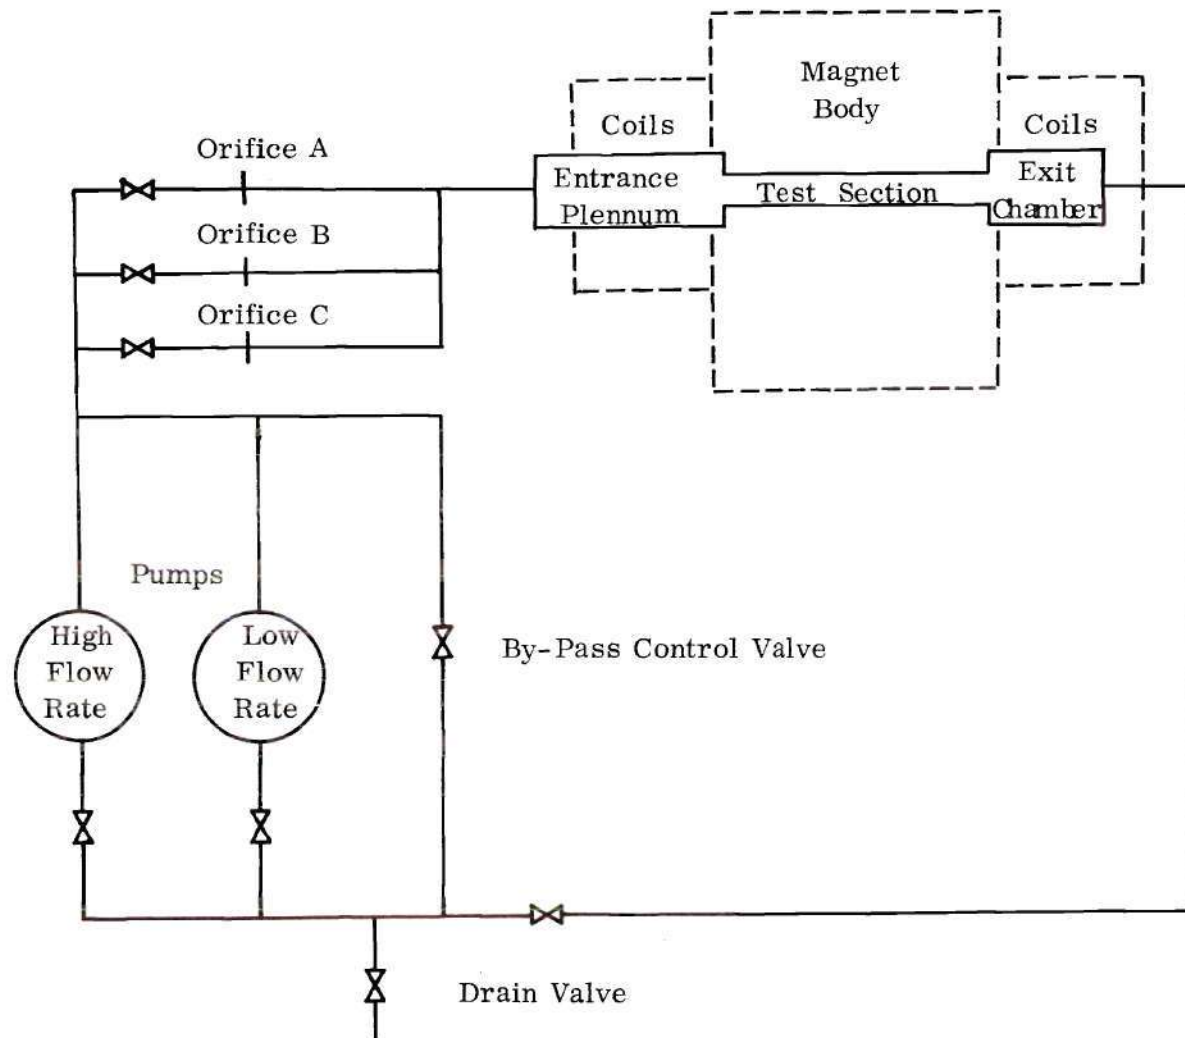 Magnet
Body
Coils
Coils
Orifice A
Entrance
Plennum
Test Section
Exit
Chamber
Orifice B
Orifice C
Pumps
High
Flow
Rate
Low
Flow
Rate
By-Pass Control Valve
Drain Valve